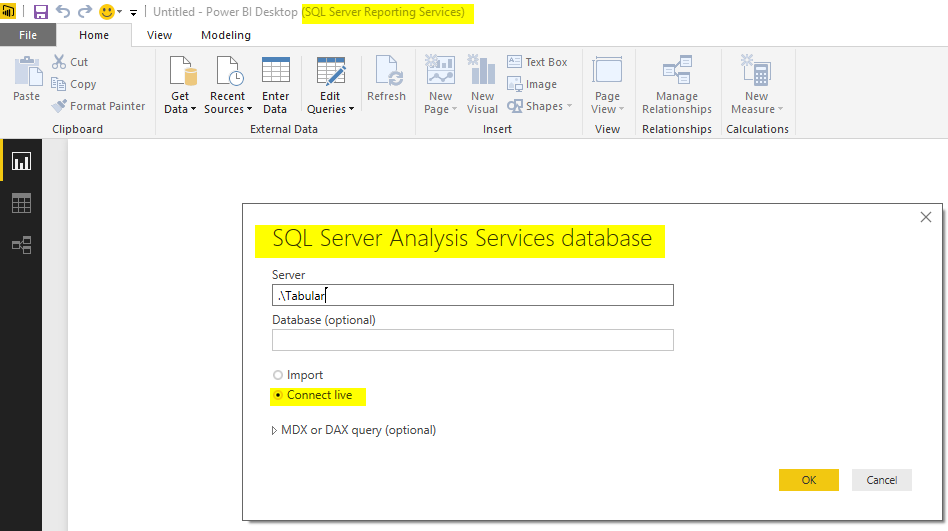 Untitled - Power BI Desktop (SQL Server Reporting Services)
File Home View Modeling
Paste
Cut
Copy
Format Painter
Clipboard
Get Data
Recent Sources
Enter Data
Edit Queries
Refresh
External Data
New Page
New Visual
Text Box
Image
Shapes
Insert
Page View
View
Manage Relationships
Relationships
New Measure
Calculations
SQL Server Analysis Services database
Server
.\Tabular
Database (optional)
Import
Connect live
MDX or DAX query (optional)
OK Cancel